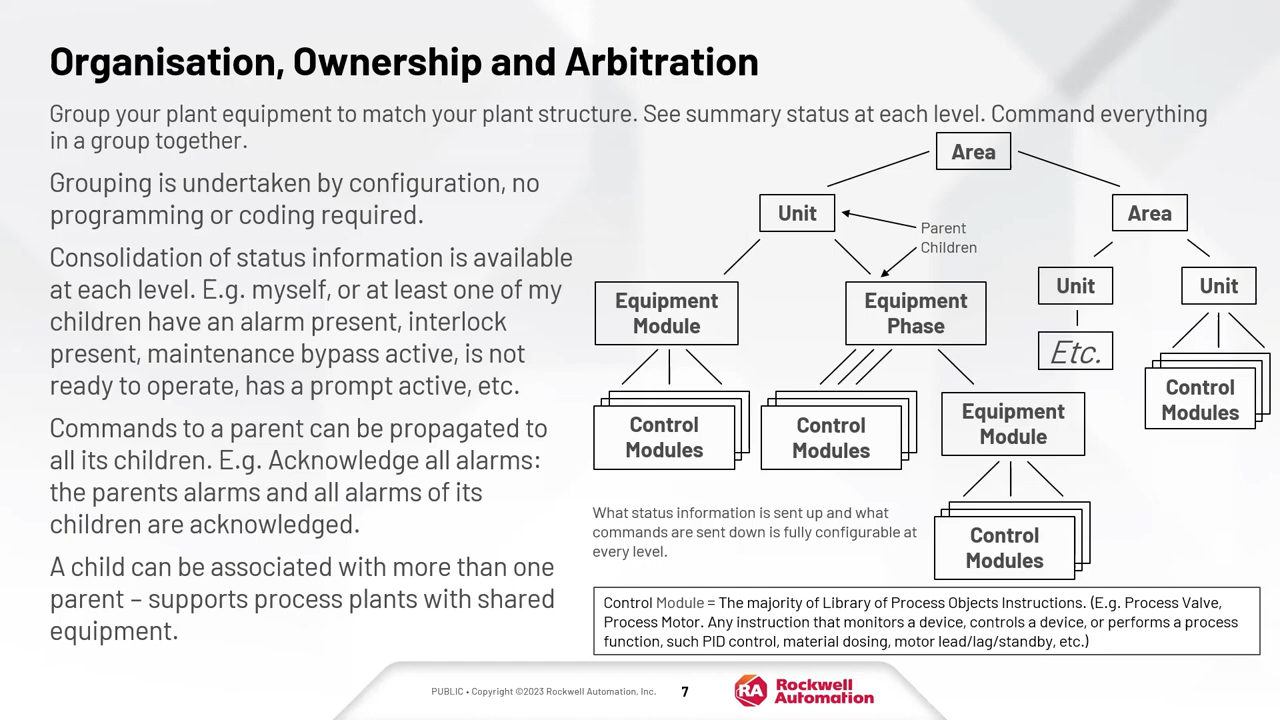 Organisation, Ownership and Arbitration
Group your plant equipment to match your plant structure. See summary status at each level. Command everything
in a group together.
Grouping is undertaken by configuration, no
programming or coding required.
Consolidation of status information is available
at each level. E.g. myself, or at least one of my
children have an alarm present, interlock
present, maintenance bypass active, is not
ready to operate, has a prompt active, etc.
Commands to a parent can be propagated to
all its children. E.g. Acknowledge all alarms:
the parents alarms and all alarms of its
children are acknowledged.
A child can be associated with more than one
parent – supports process plants with shared
equipment.
Area
Unit
Area
Parent
Children
Equipment
Module
Equipment
Phase
Unit
Unit
Etc.
Control
Modules
Control
Modules
Control
Modules
Equipment
Module
Control
Modules
What status information is sent up and what
commands are sent down is fully configurable at
every level.
Control Module = The majority of Library of Process Objects Instructions. (E.g. Process Valve,
Process Motor. Any instruction that monitors a device, controls a device, or performs a process
function, such PID control, material dosing, motor lead/lag/standby, etc.)
PUBLIC • Copyright ©2023 Rockwell Automation, Inc.
7
RA
Rockwell
Automation